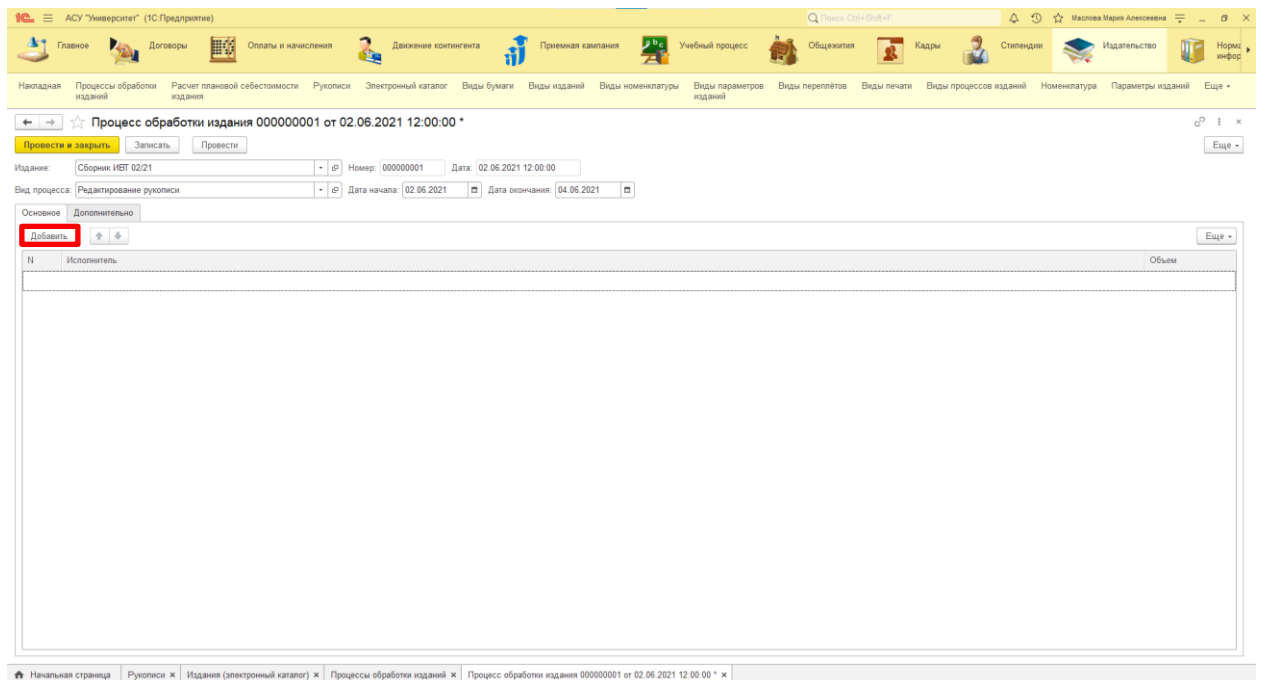 АСУ "Университет" (1С:Предприятие) Поиск Ctrl+Shift+F Маслова Мария Алексеевна
Главное Договоры Оплаты и начисления Движение контингента Приемная кампания Учебный процесс Общежития Кадры Стипендии Издательство Норма
инфор
Накладная Процессы обработки Расчет плановой себестоимости Рукописи Электронный каталог Виды бумаги Виды изданий Виды номенклатуры Виды параметров Виды переплётов Виды печати Виды процессов изданий Номенклатура Параметры изданий Еще
изданий издания изданий
Процесс обработки издания 000000001 от 02.06.2021 12:00:00 *
Провести и закрыть Записать Провести Еще
Издание: Сборник ИВТ 02/21 Номер: 000000001 Дата: 02.06.2021 12:00:00
Вид процесса: Редактирование рукописи Дата начала: 02.06.2021 Дата окончания: 04.06.2021
Основное Дополнительно
Добавить Еще
N Исполнитель Объем
Начальная страница Рукописи × Издания (электронный каталог) × Процессы обработки изданий × Процесс обработки издания 000000001 от 02.06.2021 12:00:00 * ×